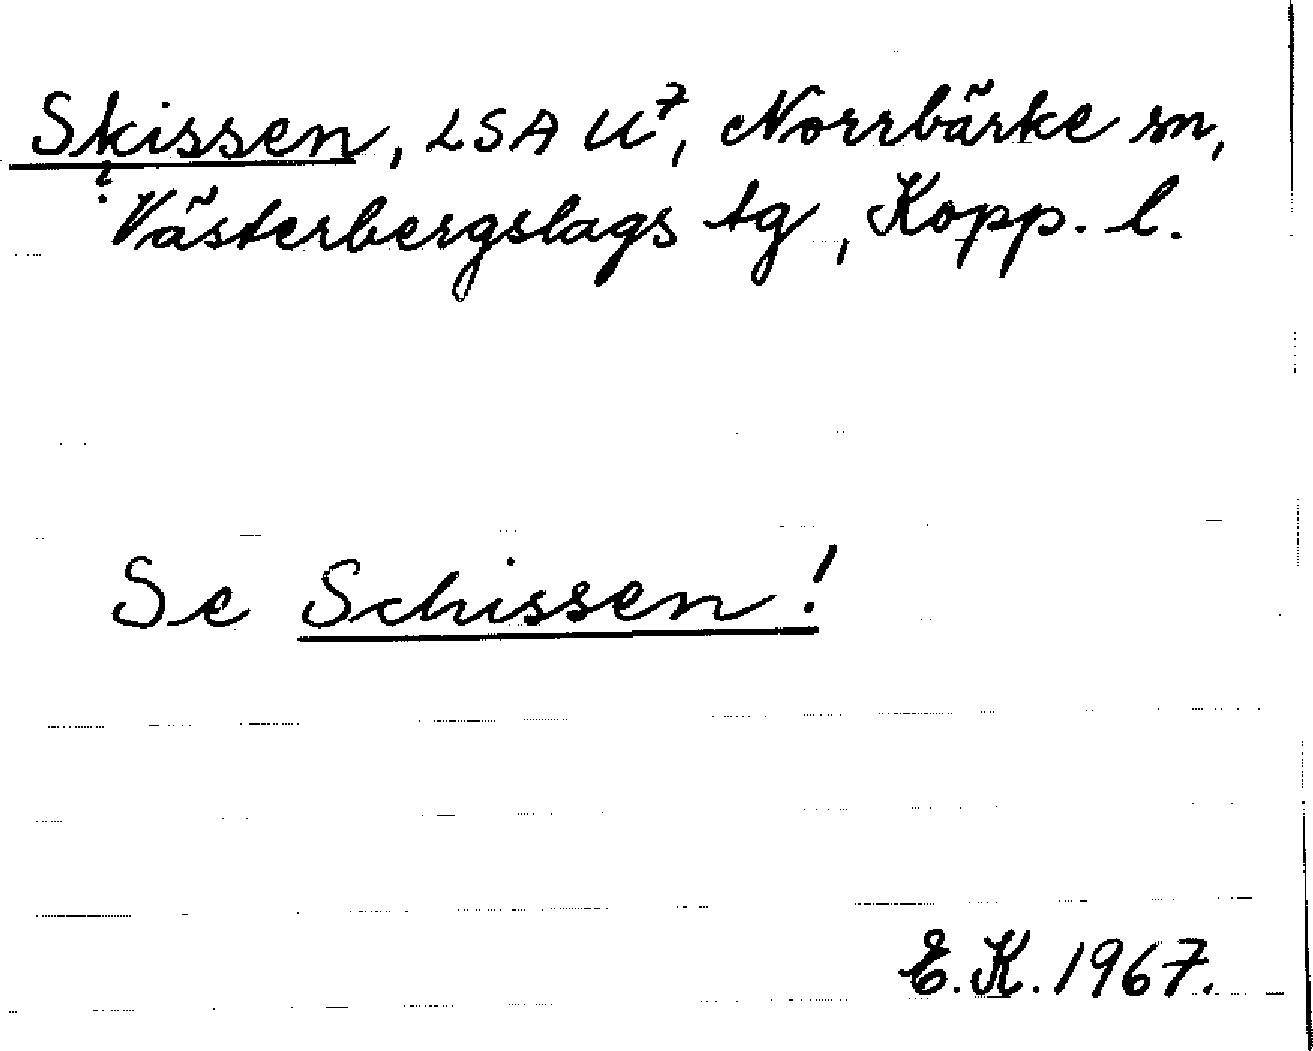 Skissen, LSA U7, Norrbärke sn,
? Västerbergslags tg, Kopp. l.
Se Schissen!
E.K. 1967.